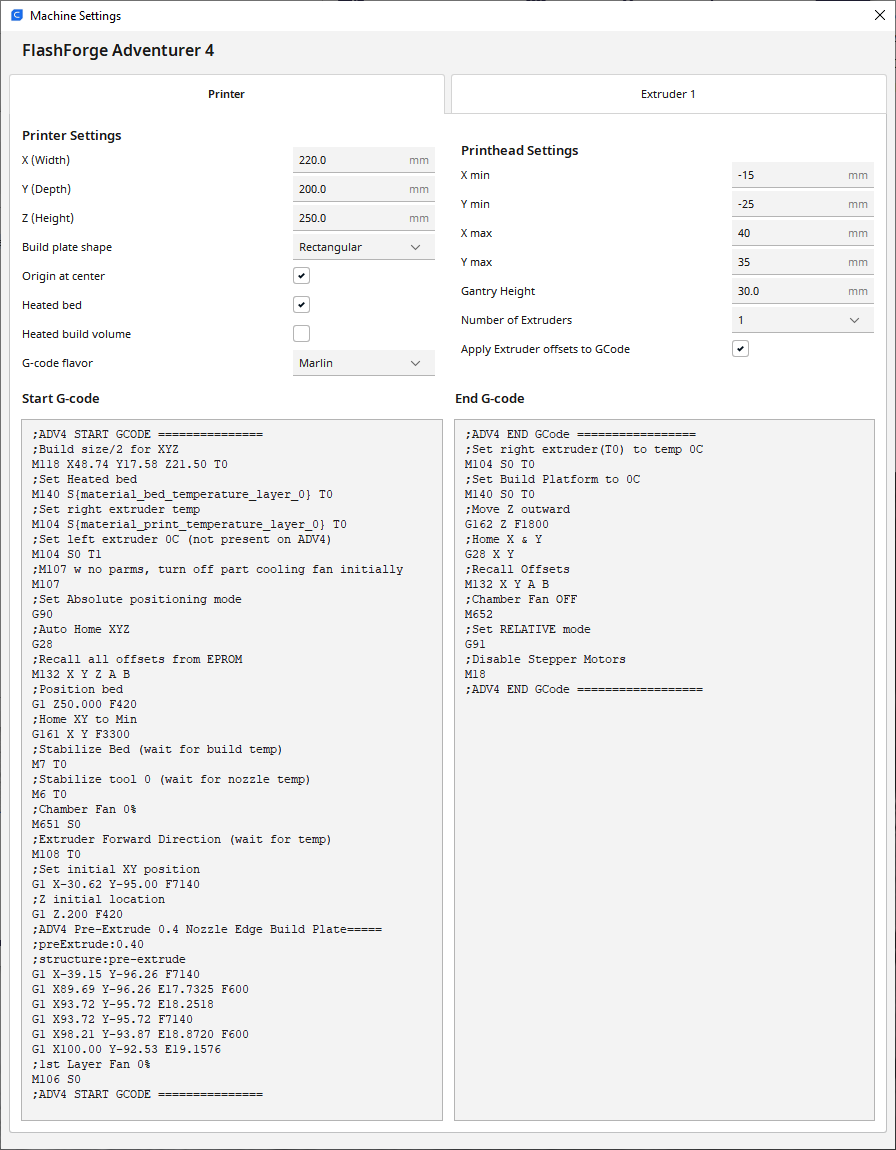 Machine Settings
FlashForge Adventurer 4
Printer
Extruder 1
Printer Settings
X (Width)
220.0 mm
Y (Depth)
200.0 mm
Z (Height)
250.0 mm
Build plate shape
Rectangular
Origin at center
Heated bed
Heated build volume
G-code flavor
Marlin
Printhead Settings
X min
-15 mm
Y min
-25 mm
X max
40 mm
Y max
35 mm
Gantry Height
30.0 mm
Number of Extruders
1
Apply Extruder offsets to GCode
Start G-code
;ADV4 START GCODE ===============
;Build size/2 for XYZ
M118 X48.74 Y17.58 Z21.50 T0
;Set Heated bed
M140 S{material_bed_temperature_layer_0} T0
;Set right extruder temp
M104 S{material_print_temperature_layer_0} T0
;Set left extruder 0C (not present on ADV4)
M104 S0 T1
;M107 w no parms, turn off part cooling fan initially
M107
;Set Absolute positioning mode
G90
;Auto Home XYZ
G28
;Recall all offsets from EPROM
M132 X Y Z A B
;Position bed
G1 Z50.000 F420
;Home XY to Min
G161 X Y F3300
;Stabilize Bed (wait for build temp)
M7 T0
;Stabilize tool 0 (wait for nozzle temp)
M6 T0
;Chamber Fan 0%
M651 S0
;Extruder Forward Direction (wait for temp)
M108 T0
;Set initial XY position
G1 X-30.62 Y-95.00 F7140
;Z initial location
G1 Z.200 F420
;ADV4 Pre-Extrude 0.4 Nozzle Edge Build Plate=====
;preExtrude:0.40
;structure:pre-extrude
G1 X-39.15 Y-96.26 F7140
G1 X89.69 Y-96.26 E17.7325 F600
G1 X93.72 Y-95.72 E18.2518
G1 X93.72 Y-95.72 F7140
G1 X98.21 Y-93.87 E18.8720 F600
G1 X100.00 Y-92.53 E19.1576
;1st Layer Fan 0%
M106 S0
;ADV4 START GCODE ===============
End G-code
;ADV4 END GCode =================
;Set right extruder(T0) to temp 0C
M104 S0 T0
;Set Build Platform to 0C
M140 S0 T0
;Move Z outward
G162 Z F1800
;Home X & Y
G28 X Y
;Recall Offsets
M132 X Y A B
;Chamber Fan OFF
M652
;Set RELATIVE mode
G91
;Disable Stepper Motors
M18
;ADV4 END GCode ==================